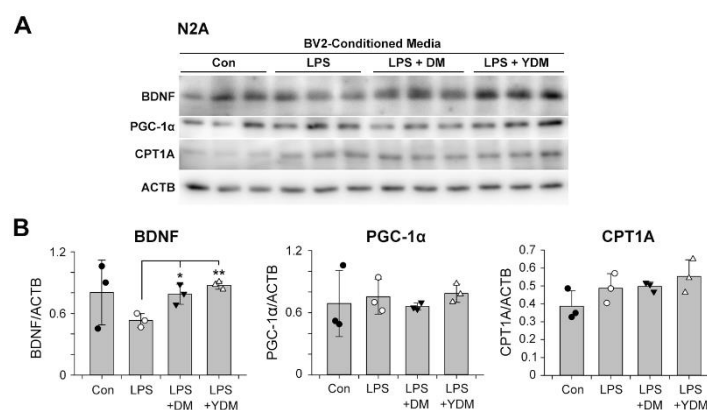 A
N2A
BV2-Conditioned Media
Con LPS LPS + DM LPS + YDM
BDNF
PGC-1α
CPT1A
ACTB
B
BDNF PGC-1α CPT1A
BDNF/ACTB
1.2
0.6
0
* **
Con LPS LPS +DM LPS +YDM
PGC-1α/ACTB
1.2
0.6
0
Con LPS LPS +DM LPS +YDM
CPT1A/ACTB
0.7
0.6
0.5
0.4
0.3
0.2
0.1
0
Con LPS LPS +DM LPS +YDM